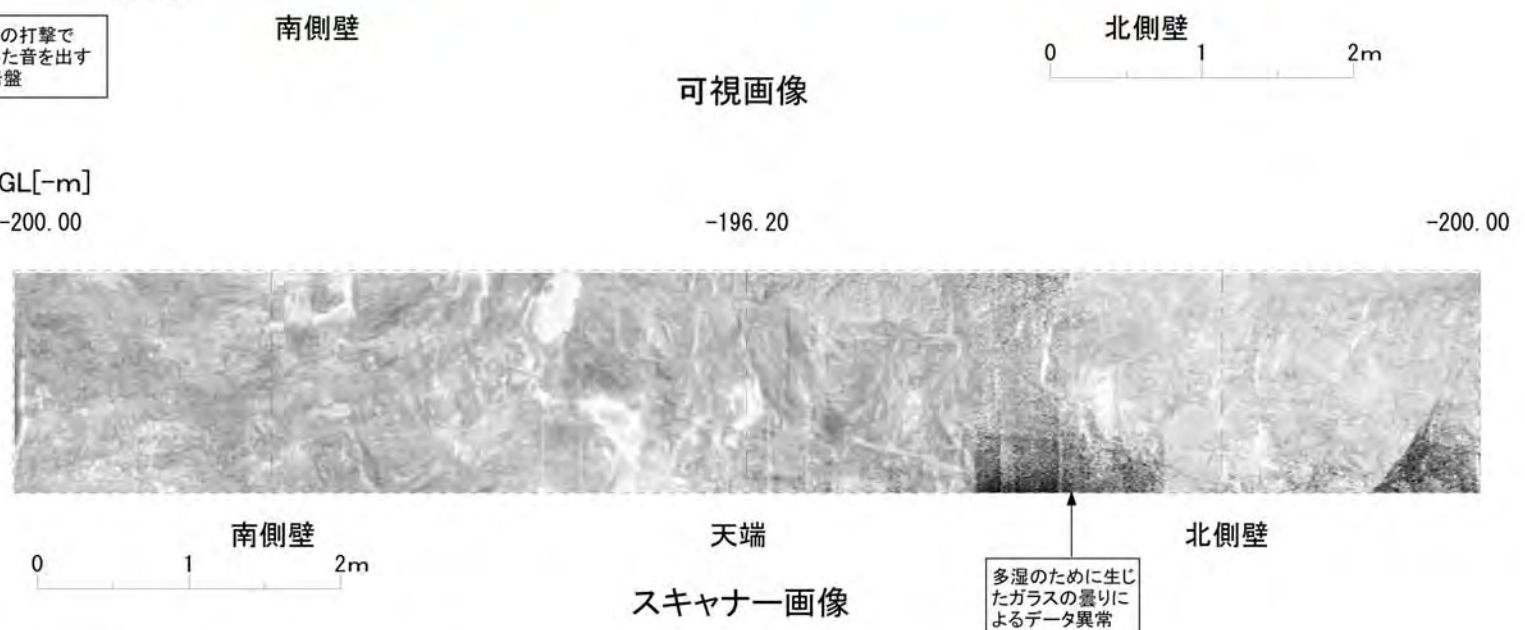 の打撃で
た音を出す
盤
南側壁
北側壁
0 1 2m
可視画像
GL[-m]
-200.00 -196.20 -200.00
南側壁 天端 北側壁
0 1 2m
スキャナー画像
多湿のために生じ
たガラスの曇りに
よるデータ異常